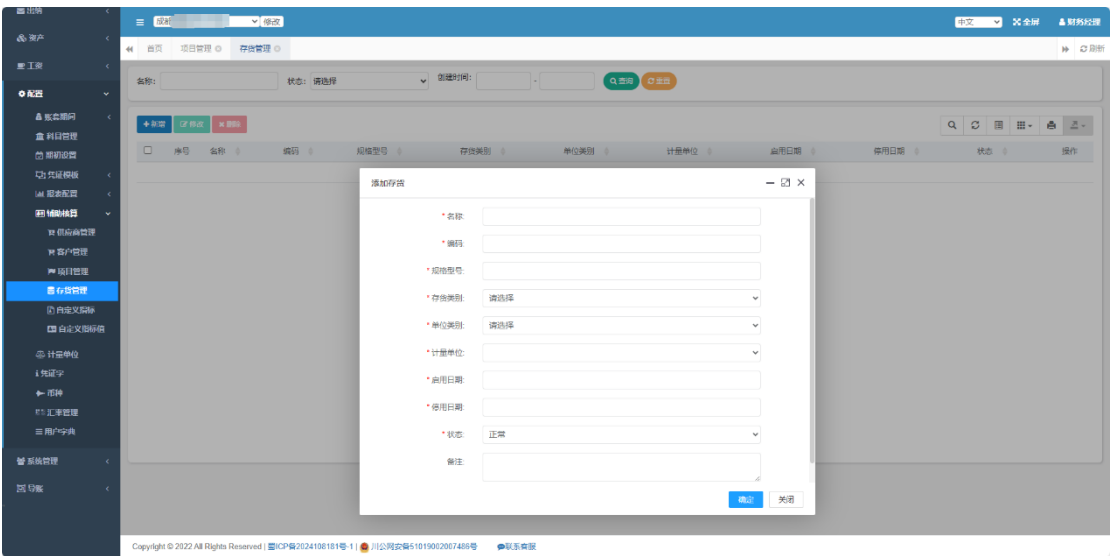 出纳
成都
修改
中文
全屏
财务经理
资产
首页
项目管理
存货管理
刷新
工资
名称:
状态:
请选择
创建时间:
-
查询
重置
配置
账套期间
科目管理
期初设置
凭证模板
报表配置
辅助核算
供应商管理
客户管理
项目管理
存货管理
自定义指标
自定义指标值
计量单位
凭证字
币种
汇率管理
用户字典
系统管理
导账
+新增
修改
删除
序号
名称
编码
规格型号
存货类别
单位类别
计量单位
启用日期
停用日期
状态
操作
添加存货
* 名称:
* 编码:
* 规格型号:
* 存货类别:
请选择
* 单位类别:
请选择
* 计量单位:
* 启用日期:
* 停用日期:
* 状态:
正常
备注:
确定
关闭
Copyright © 2022 All Rights Reserved | 蜀ICP备2024108181号-1 | 川公网安备51019002007486号
联系客服